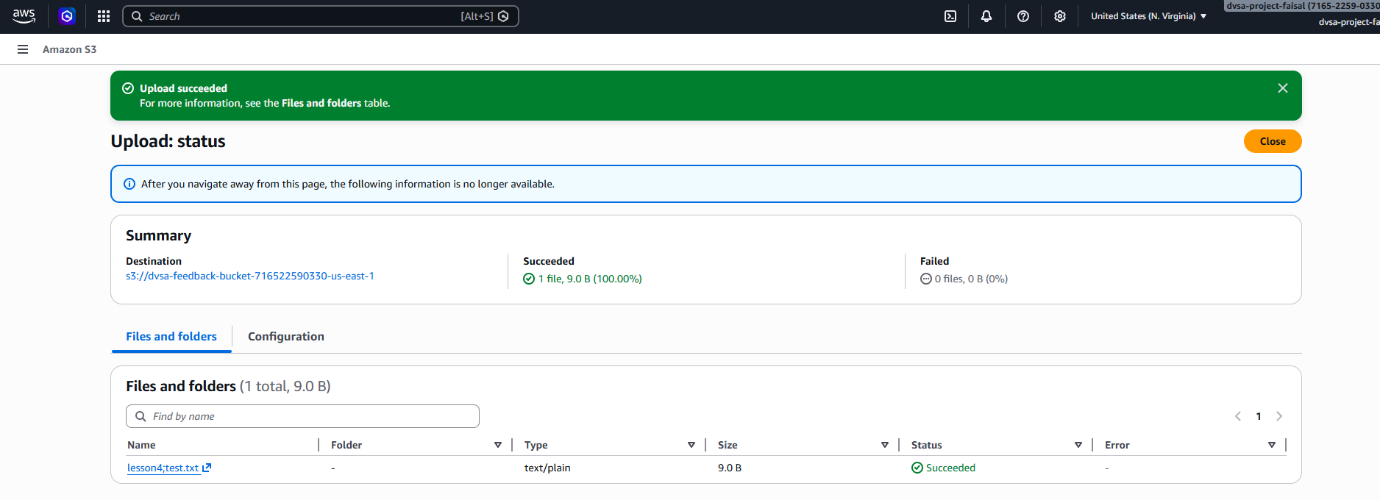 aws
Search
[Alt+S]
United States (N. Virginia)
dvsa-project-faisal (7165-2259-0330
dvsa-project-fa
Amazon S3
Upload succeeded
For more information, see the Files and folders table.
Upload: status
Close
After you navigate away from this page, the following information is no longer available.
Summary
Destination
s3://dvsa-feedback-bucket-716522590330-us-east-1
Succeeded
1 file, 9.0 B (100.00%)
Failed
0 files, 0 B (0%)
Files and folders
Configuration
Files and folders (1 total, 9.0 B)
Find by name
1
Name Folder Type Size Status Error
lesson4;test.txt - text/plain 9.0 B Succeeded -